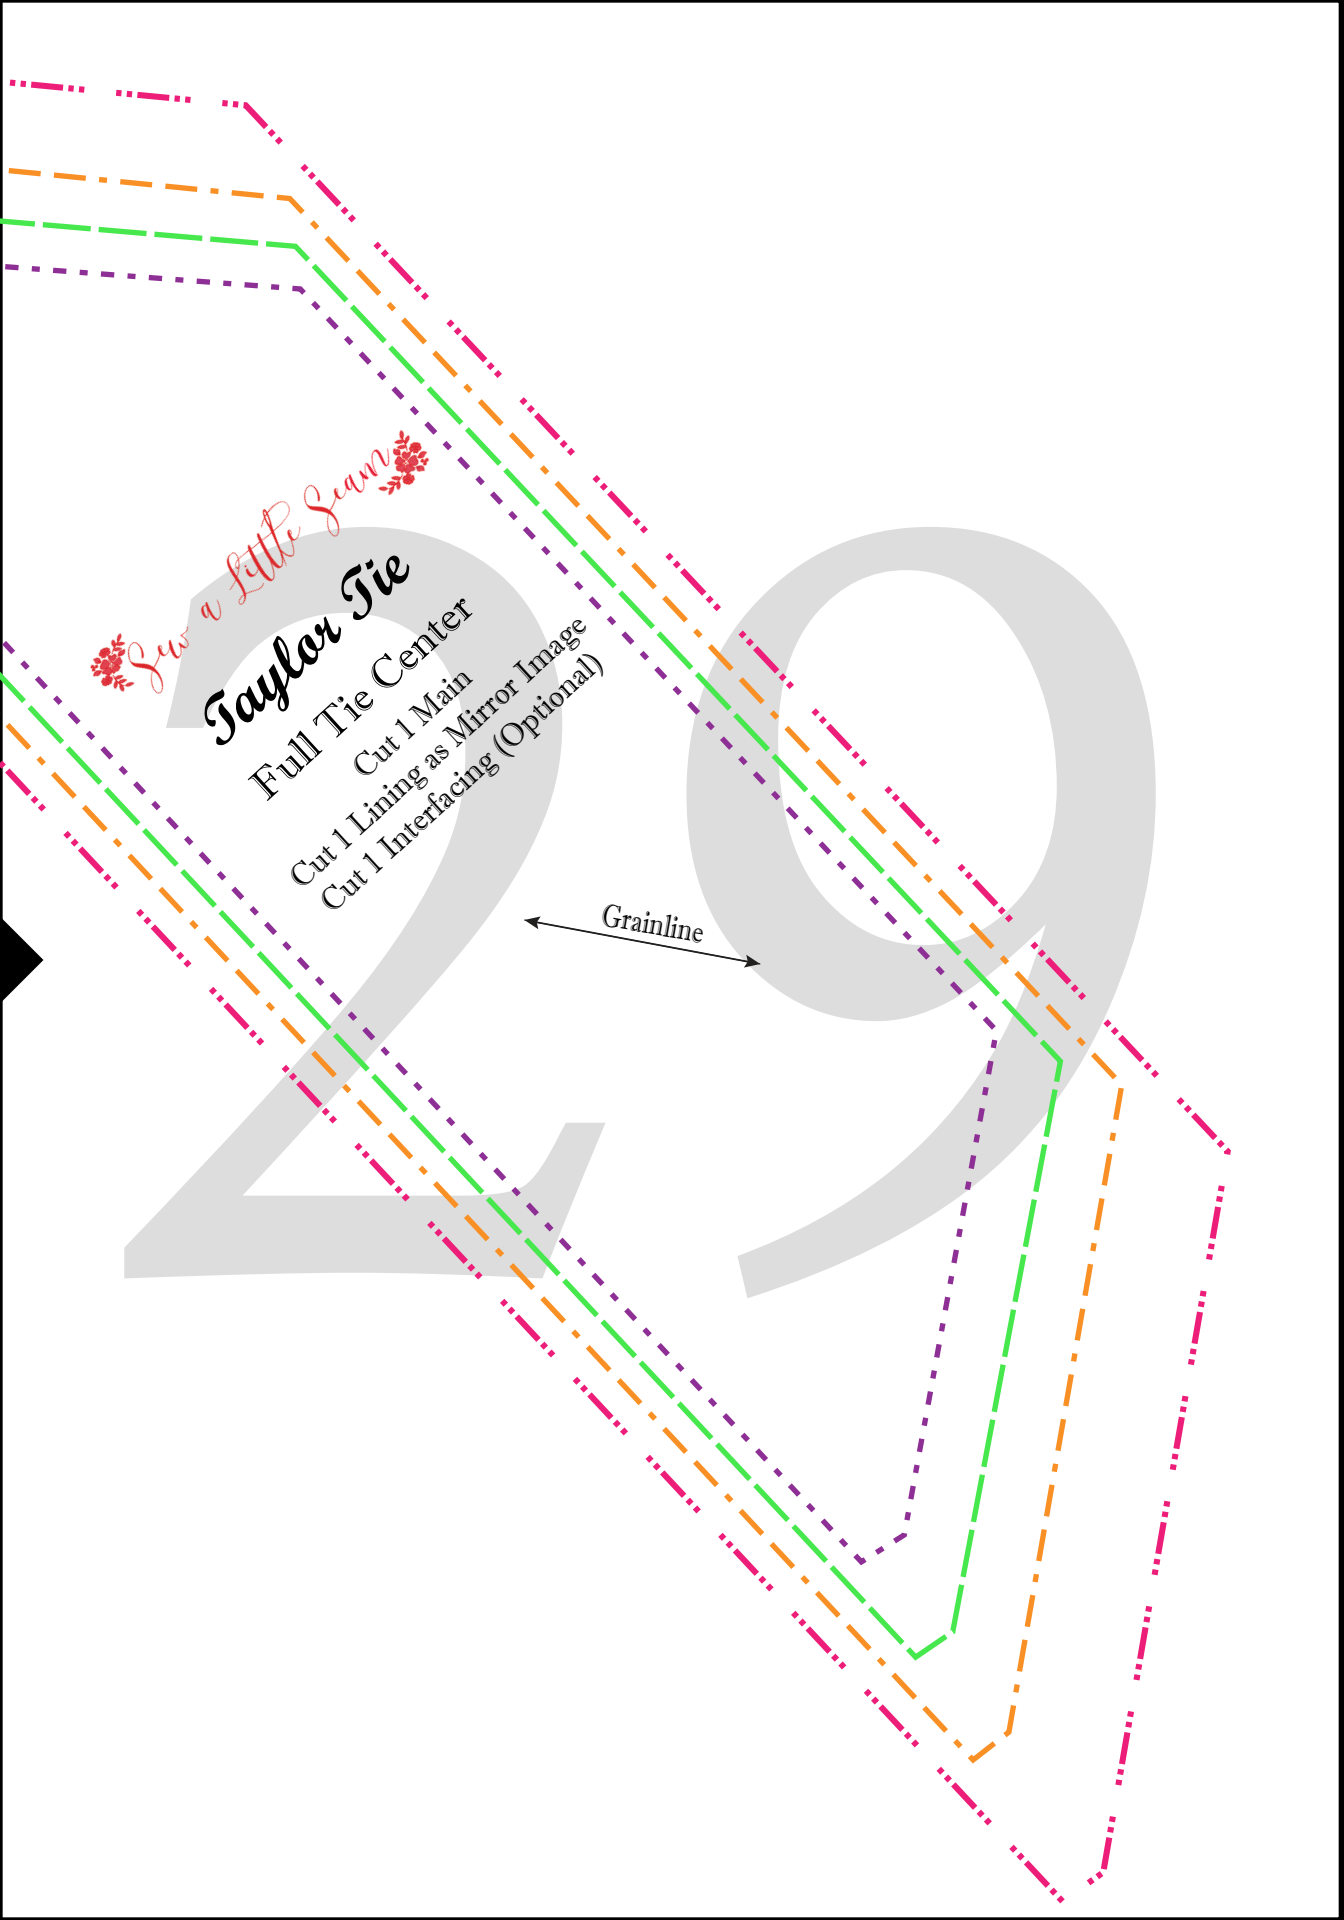 Sew a Little Seam
Taylor Tie
Full Tie Center
Cut 1 Main
Cut 1 Lining as Mirror Image
Cut 1 Interfacing (Optional)
Grainline
29